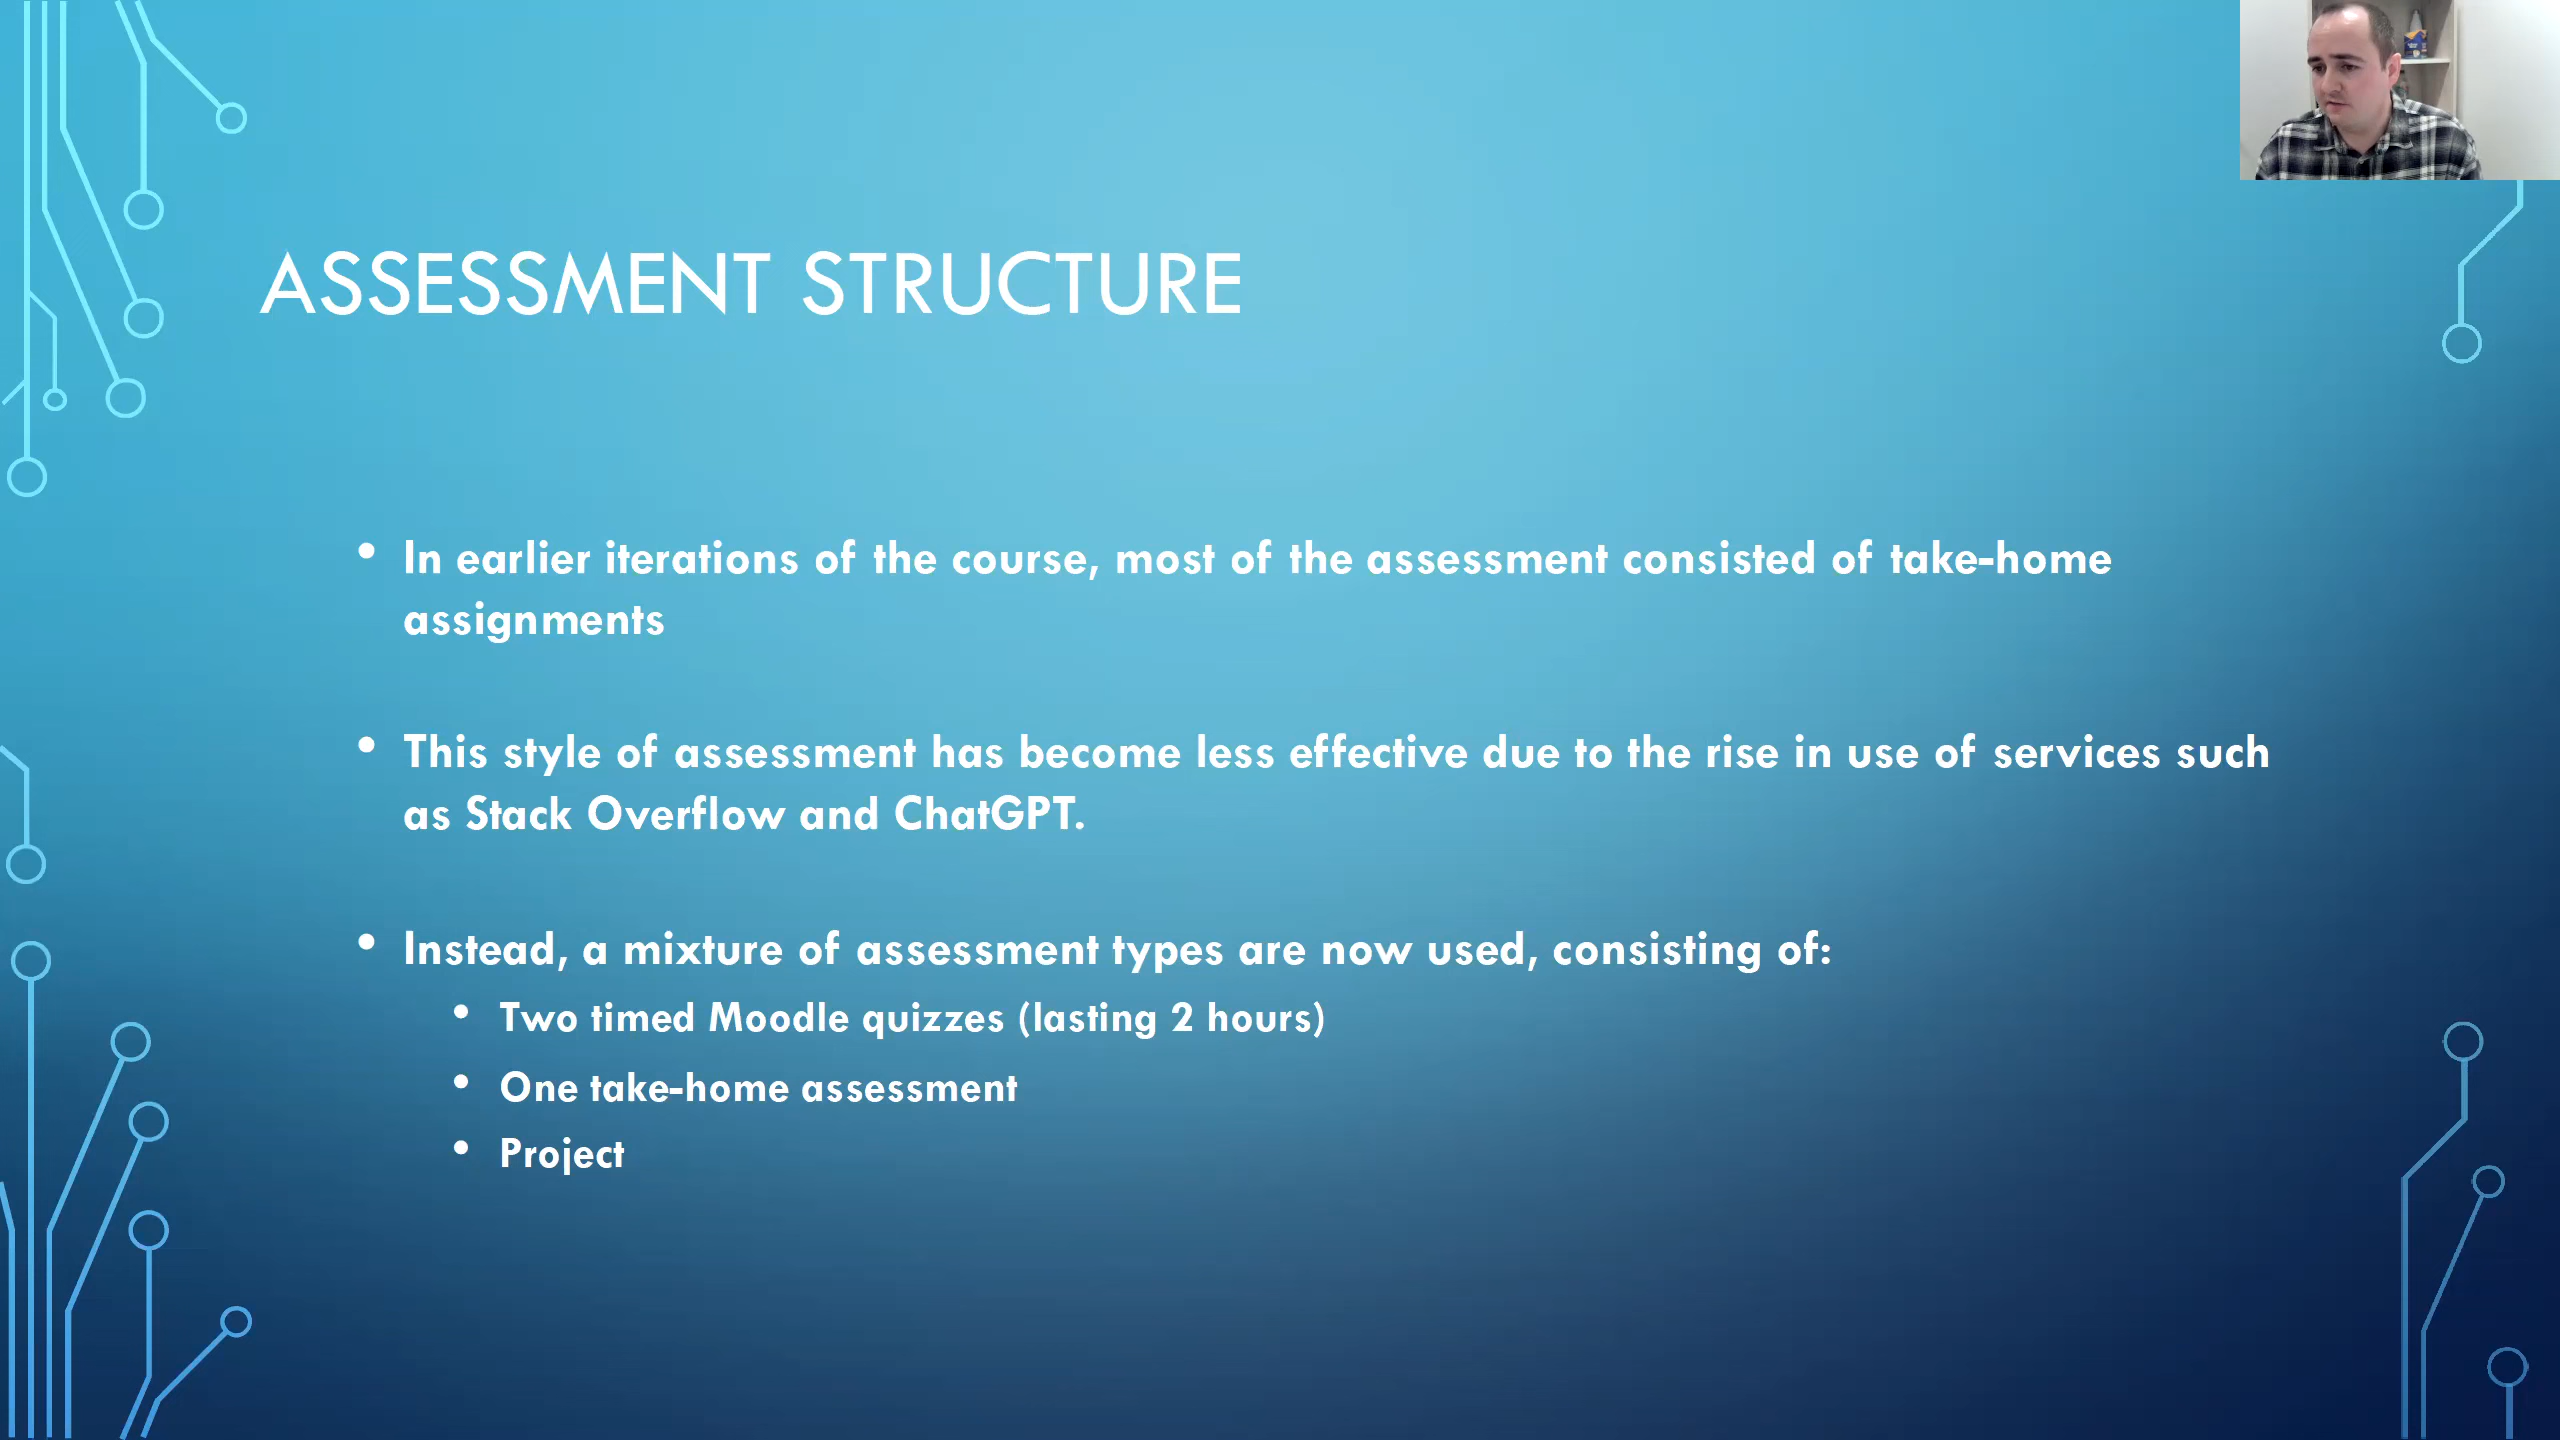 ASSESSMENT STRUCTURE
• In earlier iterations of the course, most of the assessment consisted of take-home
assignments
• This style of assessment has become less effective due to the rise in use of services such
as Stack Overflow and ChatGPT.
• Instead, a mixture of assessment types are now used, consisting of:
• Two timed Moodle quizzes (lasting 2 hours)
• One take-home assessment
• Project